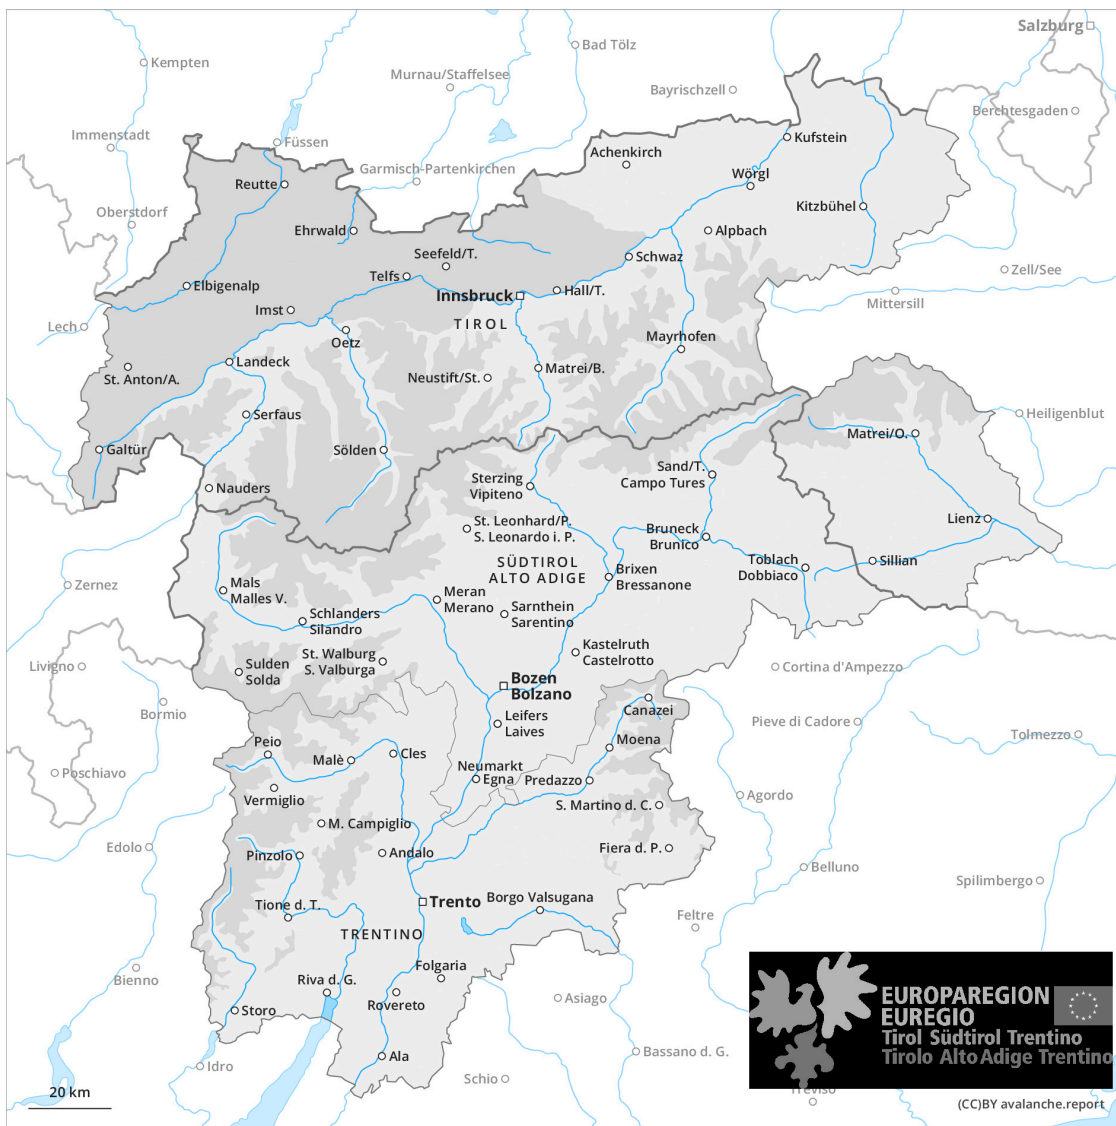 Salzburg
Bad Tölz
Kempten
Murnau/Staffelsee
Bayrischzell
Berchtesgaden
Immenstadt
Füssen
Kufstein
Achenkirch
Garmisch-Partenkirchen
Wörgl
Reutte
Oberstdorf
Kitzbühel
Ehrwald
Alpbach
Seefeld/T.
Schwaz
Telfs
Zell/See
Elbigenalp
Hall/T.
Innsbruck
Mittersill
Imst
TIROL
Lech
Oetz
Mayrhofen
Landeck
Matrei/B.
St. Anton/A.
Neustift/St.
Serfaus
Heiligenblut
Matrei/O.
Galtür
Sölden
Sand/T.
Campo Tures
Sterzing
Vipiteno
Nauders
St. Leonhard/P.
S. Leonardo i. P.
Lienz
Bruneck
Brunico
SÜDTIROL
ALTO ADIGE
Toblach
Dobbiaco
Sillian
Brixen
Bressanone
Zernez
Mals
Malles V.
Meran
Merano
Schlanders
Silandro
Sarnthein
Sarentino
Kastelruth
Castelrotto
St. Walburg
S. Valburga
Livigno
Sulden
Solda
Cortina d'Ampezzo
Bozen
Bolzano
Canazei
Bormio
Leifers
Laives
Pieve di Cadore
Tolmezzo
Moena
Peio
Cles
Malè
Neumarkt
Egna
Predazzo
Poschiavo
Vermiglio
Agordo
S. Martino d. C.
M. Campiglio
Edolo
Pinzolo
Andalo
Fiera d. P.
Belluno
Spilimbergo
Trento
Borgo Valsugana
Tione d. T.
Feltre
TRENTINO
Folgaria
Bienno
Riva d. G.
Rovereto
Asiago
Storo
EUROPAREGION
EUREGIO
Tirol Südtirol Trentino
Tirolo Alto Adige Trentino
Ala
Bassano d. G.
Idro
Schio
Treviso
20 km
(CC)BY avalanche.report